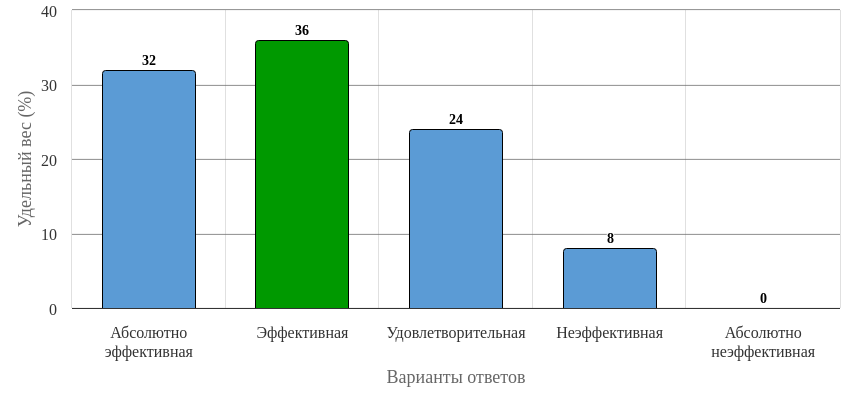 40
36
32
30
24
20
10
8
0
0
Удельный вес (%)
Абсолютно
эффективная
Эффективная
Удовлетворительная
Неэффективная
Абсолютно
неэффективная
Варианты ответов